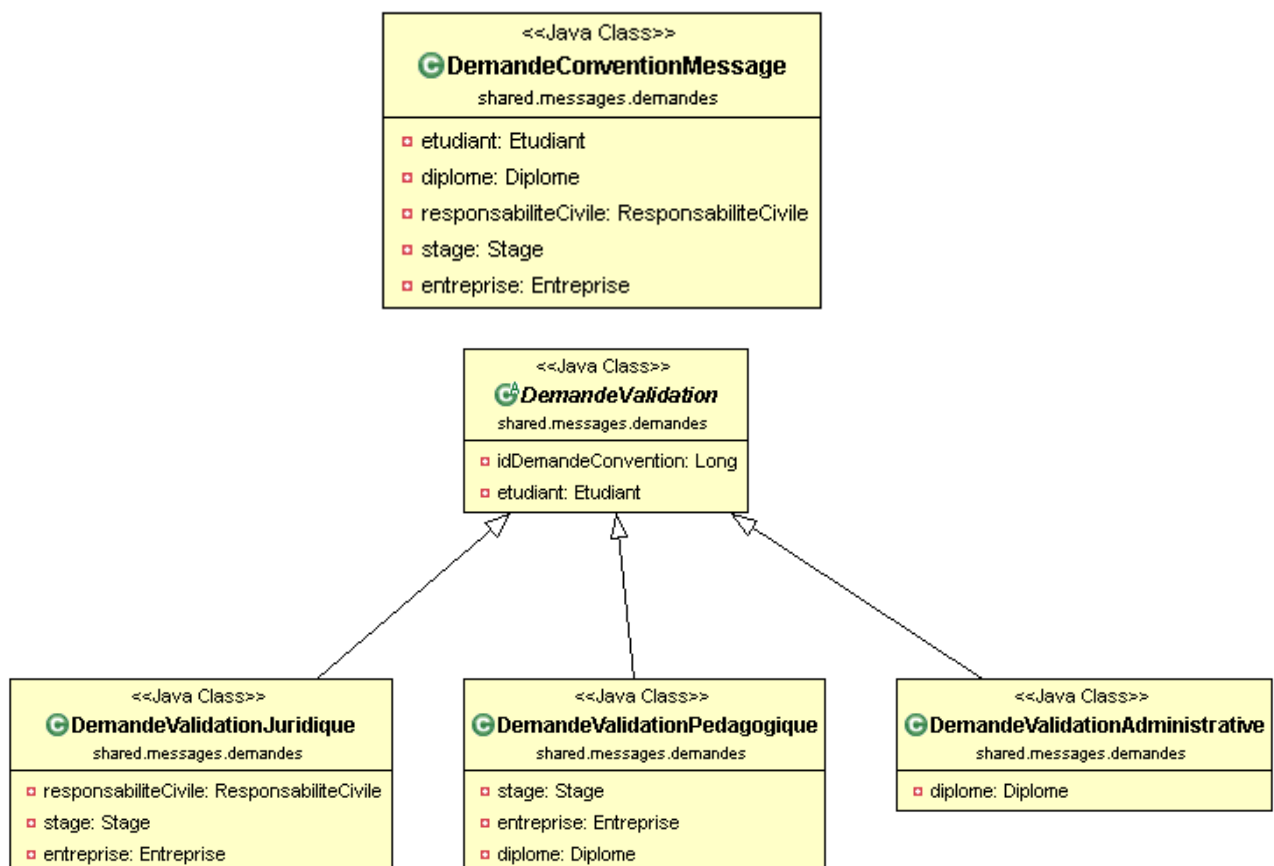 <<Java Class>>
DemandeConventionMessage
shared.messages.demandes
etudiant: Etudiant
diplome: Diplome
responsabiliteCivile: ResponsabiliteCivile
stage: Stage
entreprise: Entreprise
<<Java Class>>
DemandeValidation
shared.messages.demandes
idDemandeConvention: Long
etudiant: Etudiant
<<Java Class>>
DemandeValidationJuridique
shared.messages.demandes
responsabiliteCivile: ResponsabiliteCivile
stage: Stage
entreprise: Entreprise
<<Java Class>>
DemandeValidationPedagogique
shared.messages.demandes
stage: Stage
entreprise: Entreprise
diplome: Diplome
<<Java Class>>
DemandeValidationAdministrative
shared.messages.demandes
diplome: Diplome